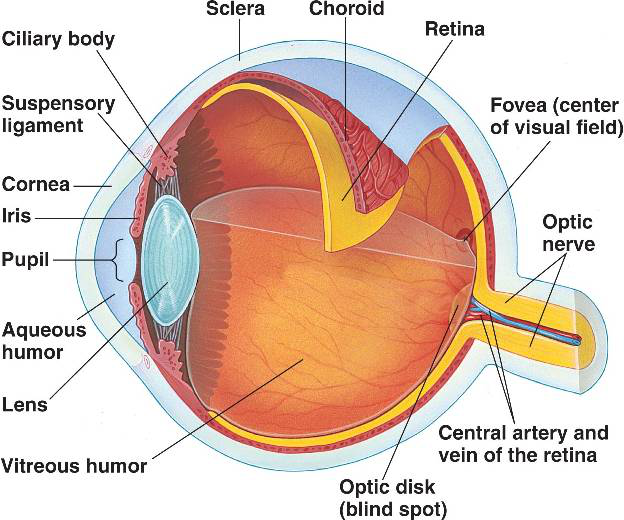 Sclera
Choroid
Retina
Ciliary body
Suspensory
ligament
Fovea (center
of visual field)
Cornea
Iris
Pupil
Optic
nerve
Aqueous
humor
Lens
Vitreous humor
Central artery and
vein of the retina
Optic disk
(blind spot)